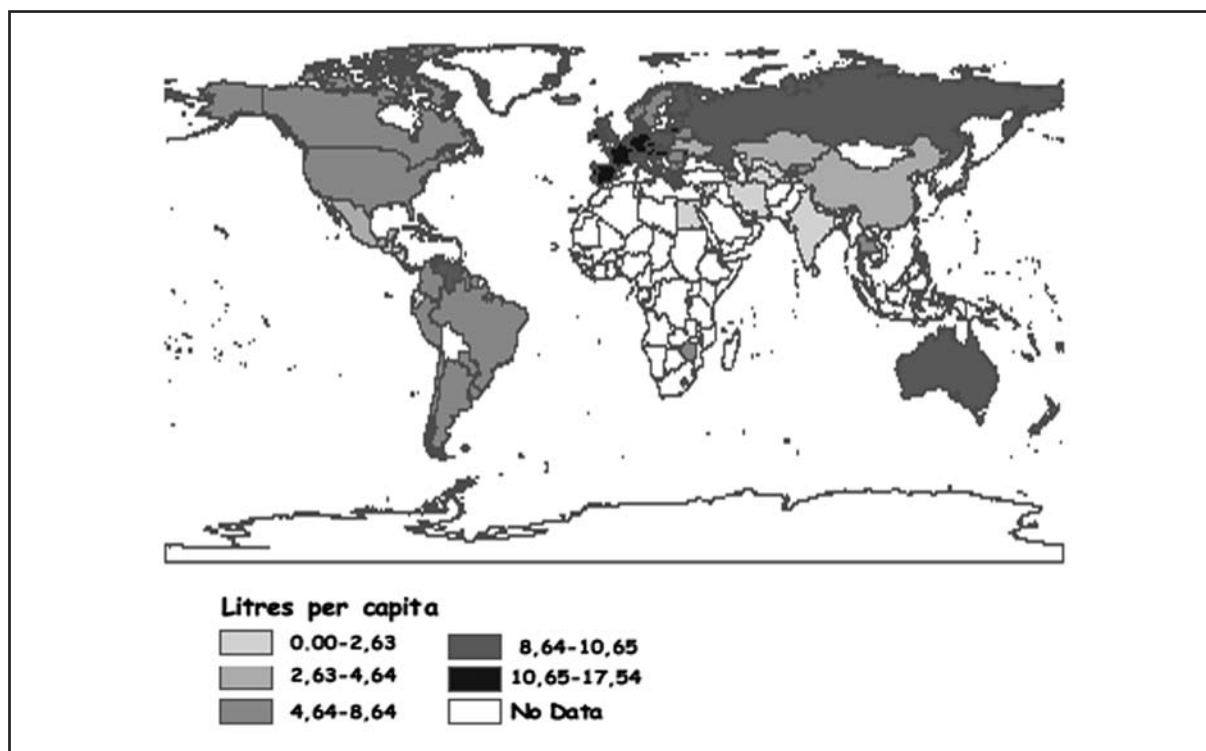 Litres per capita
0.00-2,63
2,63-4,64
4,64-8,64
8,64-10,65
10,65-17,54
No Data